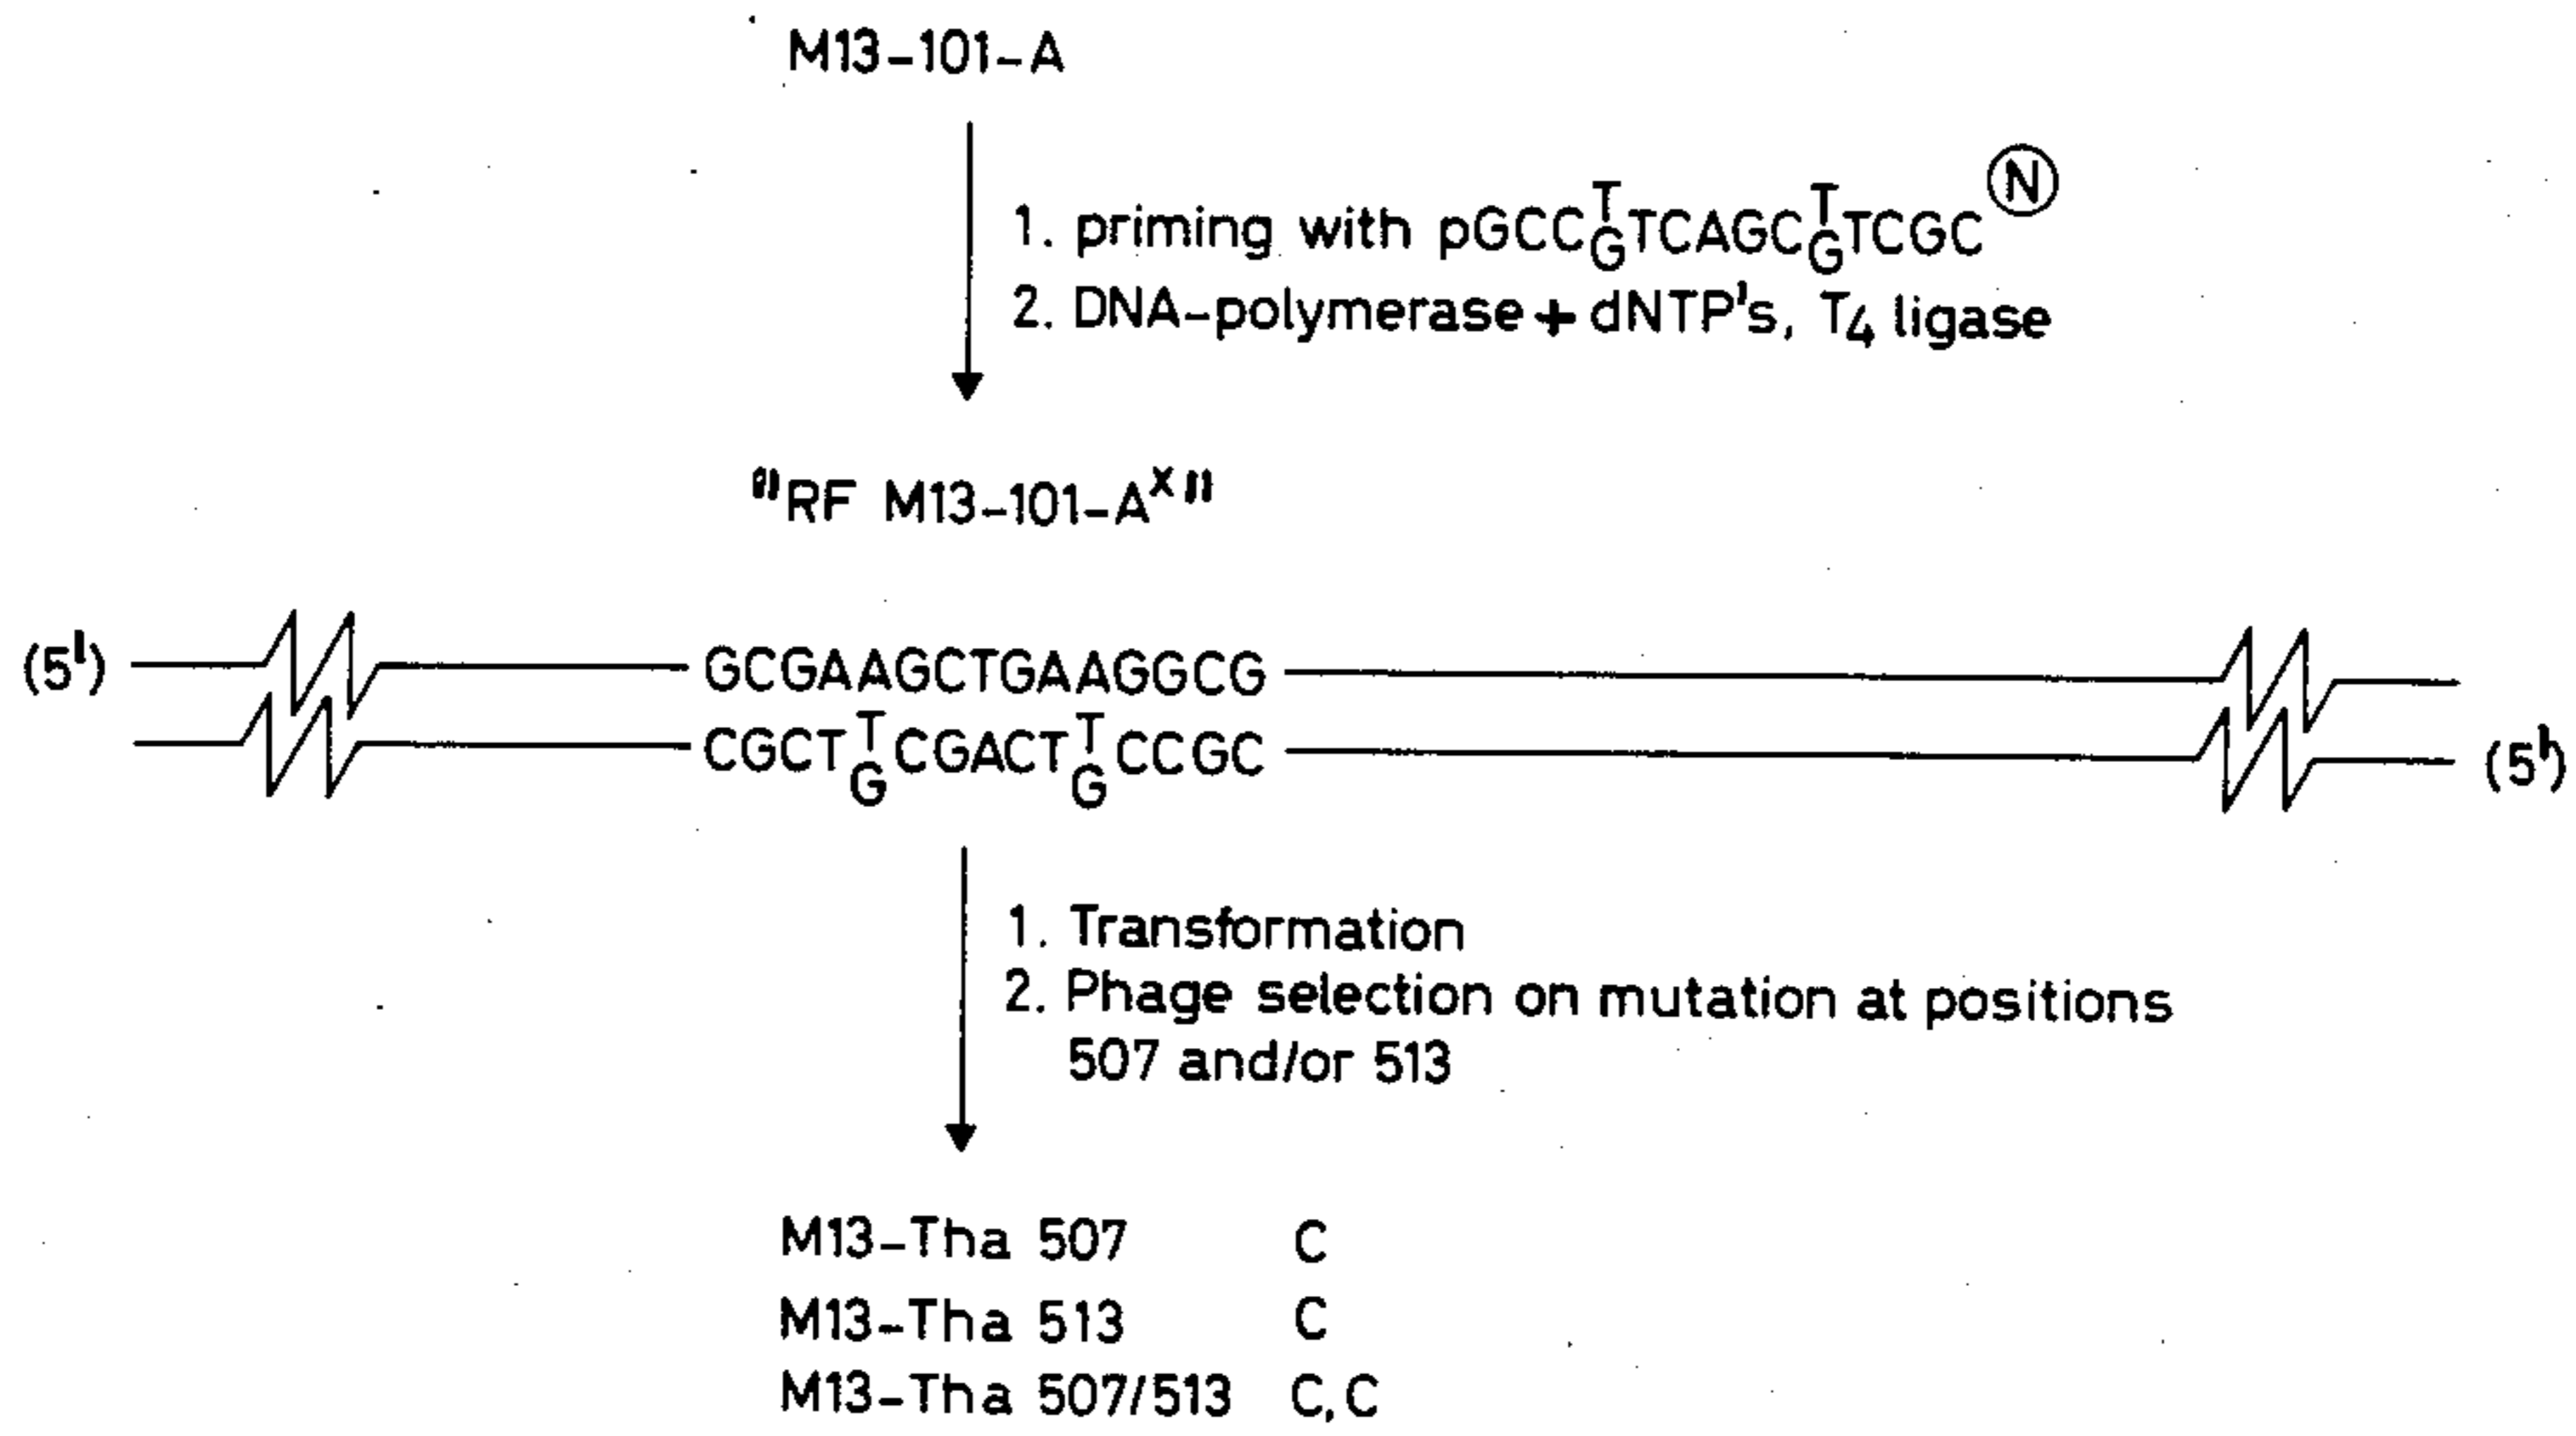 M13-101-A
1. priming with pGCC T/G TCAGC T/G TCGC Ⓝ
2. DNA-polymerase + dNTP's, T4 ligase
"RF M13-101-Aˣ"
(5') GCGAAGCTGAAGGCG
CGCT T/G CGACT T/G CCGC (5')
1. Transformation
2. Phage selection on mutation at positions
507 and/or 513
M13-Tha 507 C
M13-Tha 513 C
M13-Tha 507/513 C,C